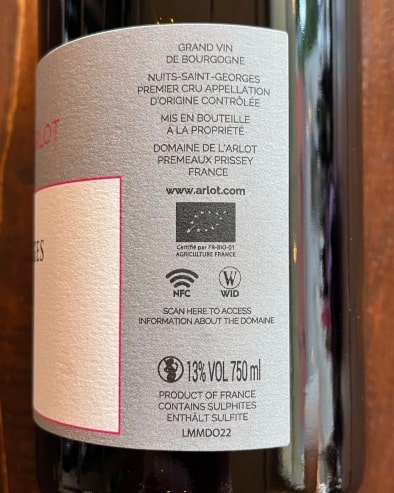 GRAND VIN
DE BOURGOGNE
NUITS-SAINT-GEORGES
PREMIER CRU APPELLATION
D'ORIGINE CONTRÔLÉE
MIS EN BOUTEILLE
À LA PROPRIÉTÉ
DOMAINE DE L'ARLOT
PREMEAUX PRISSEY
FRANCE
www.arlot.com
Certifié par FR-BIO-01
AGRICULTURE FRANCE
NFC
W
WID
SCAN HERE TO ACCESS
INFORMATION ABOUT THE DOMAINE
13% VOL 750 ml
PRODUCT OF FRANCE
CONTAINS SULPHITES
ENTHÄLT SULFITE
LMMDO22